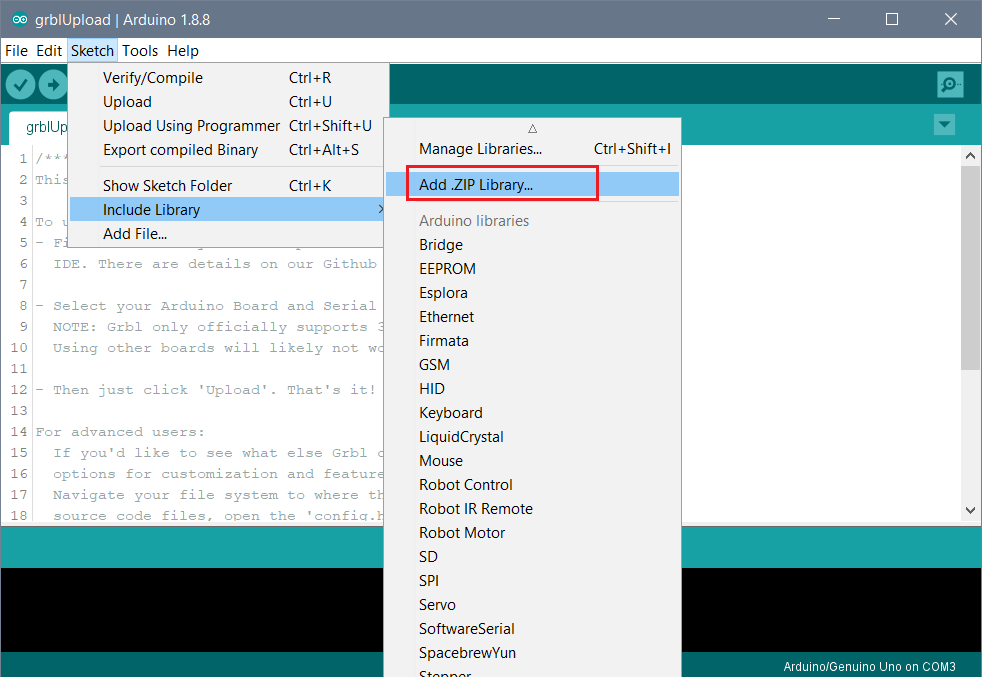 grblUpload | Arduino 1.8.8
File Edit Sketch Tools Help
Verify/Compile Ctrl+R
Upload Ctrl+U
Upload Using Programmer Ctrl+Shift+U
Export compiled Binary Ctrl+Alt+S
Show Sketch Folder Ctrl+K
Include Library
Add File...
Manage Libraries... Ctrl+Shift+I
Add .ZIP Library...
Arduino libraries
Bridge
EEPROM
Esplora
Ethernet
Firmata
GSM
HID
Keyboard
LiquidCrystal
Mouse
Robot Control
Robot IR Remote
Robot Motor
SD
SPI
Servo
SoftwareSerial
SpacebrewYun
Stepper
grblUp
1 /***
2 This
3
4 To u
5 - Fi
6 IDE. There are details on our Github
7
8 - Select your Arduino Board and Serial
9 NOTE: Grbl only officially supports 3
10 Using other boards will likely not wo
11
12 - Then just click 'Upload'. That's it!
13
14 For advanced users:
15 If you'd like to see what else Grbl c
16 options for customization and feature
17 Navigate your file system to where th
18 source code files, open the 'config.h
Arduino/Genuino Uno on COM3